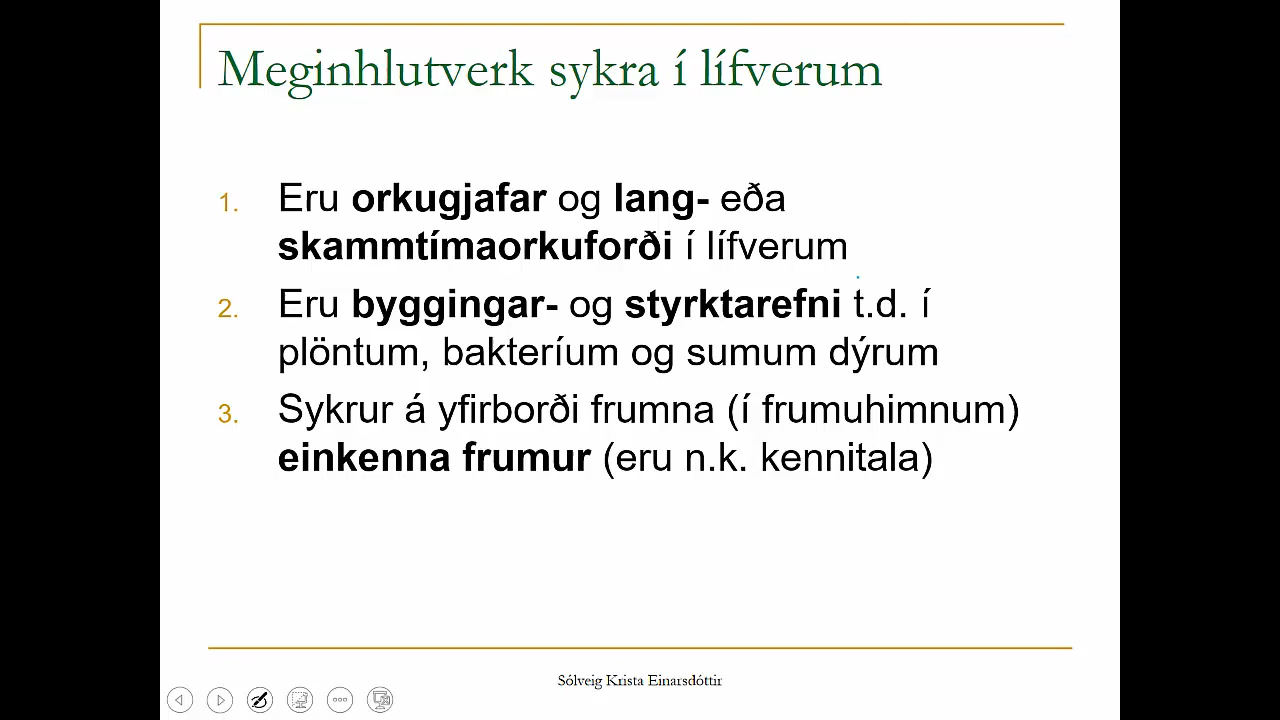 Meginhlutverk sykra í lífverum
1. Eru orkugjafar og lang- eða
skammtímaorkuforði í lífverum
2. Eru byggingar- og styrktarefni t.d. í
plöntum, bakteríum og sumum dýrum
3. Sykrur á yfirborði frumna (í frumuhimnum)
einkenna frumur (eru n.k. kennitala)
Sólveig Krista Einarsdóttir